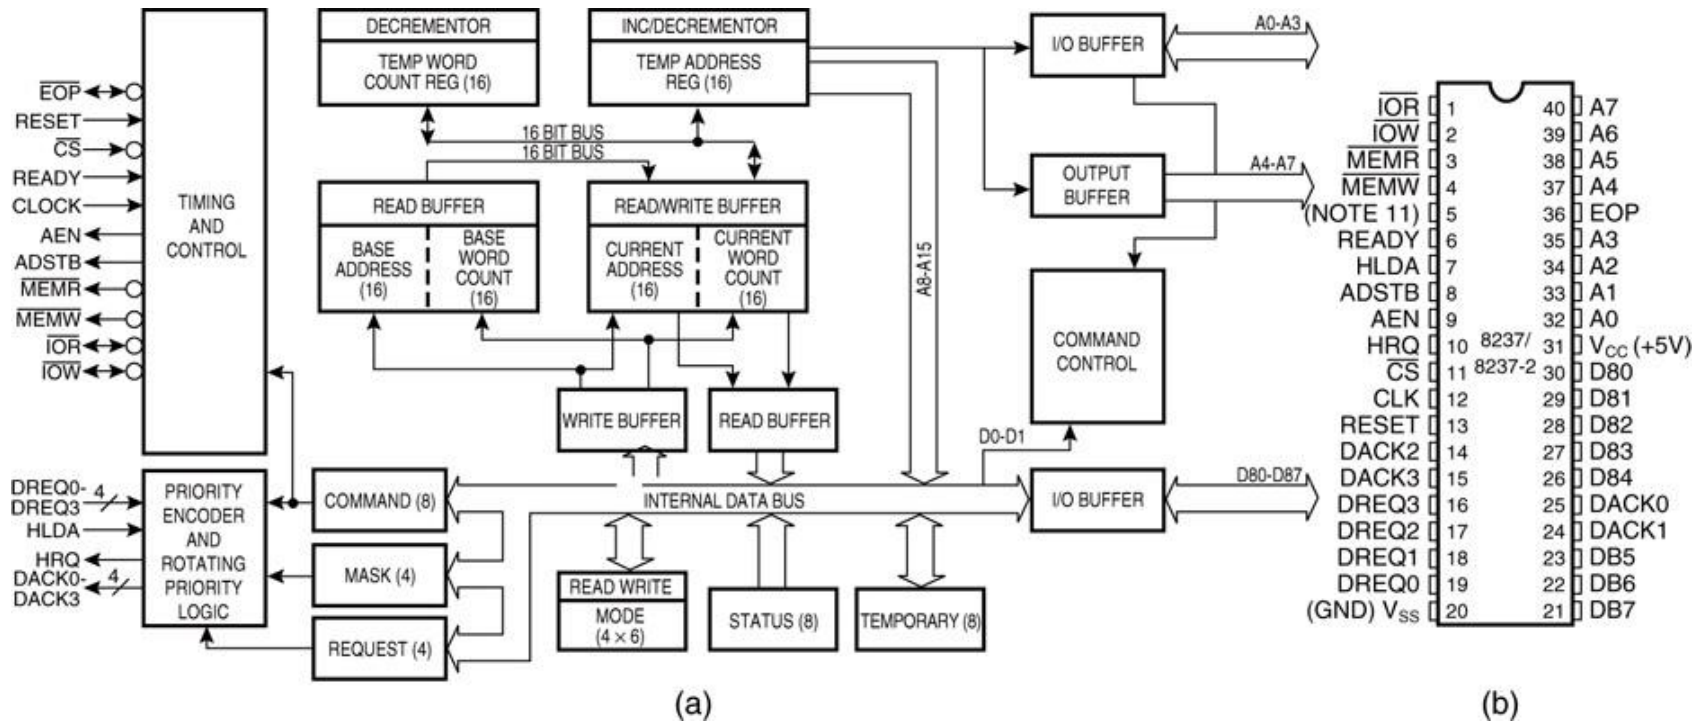 EOP
RESET
CS
READY
CLOCK
AEN
ADSTB
MEMR
MEMW
IOR
IOW
TIMING
AND
CONTROL
DREQ0-
DREQ3
4
HLDA
HRQ
DACK0-
DACK3
4
PRIORITY
ENCODER
AND
ROTATING
PRIORITY
LOGIC
DECREMENTOR
TEMP WORD
COUNT REG (16)
INC/DECREMENTOR
TEMP ADDRESS
REG (16)
16 BIT BUS
16 BIT BUS
READ BUFFER
BASE
ADDRESS
(16)
BASE
WORD
COUNT
(16)
READ/WRITE BUFFER
CURRENT
ADDRESS
(16)
CURRENT
WORD
COUNT
(16)
WRITE BUFFER
READ BUFFER
A8-A15
COMMAND (8)
MASK (4)
REQUEST (4)
INTERNAL DATA BUS
READ WRITE
MODE
(4 × 6)
STATUS (8)
TEMPORARY (8)
I/O BUFFER
A0-A3
OUTPUT
BUFFER
A4-A7
COMMAND
CONTROL
D0-D1
I/O BUFFER
D80-D87
(a)
IOR 1 40 A7
IOW 2 39 A6
MEMR 3 38 A5
MEMW 4 37 A4
(NOTE 11) 5 36 EOP
READY 6 35 A3
HLDA 7 34 A2
ADSTB 8 33 A1
AEN 9 32 A0
HRQ 10 8237/ 31 VCC (+5V)
CS 11 8237-2 30 D80
CLK 12 29 D81
RESET 13 28 D82
DACK2 14 27 D83
DACK3 15 26 D84
DREQ3 16 25 DACK0
DREQ2 17 24 DACK1
DREQ1 18 23 DB5
DREQ0 19 22 DB6
(GND) VSS 20 21 DB7
(b)